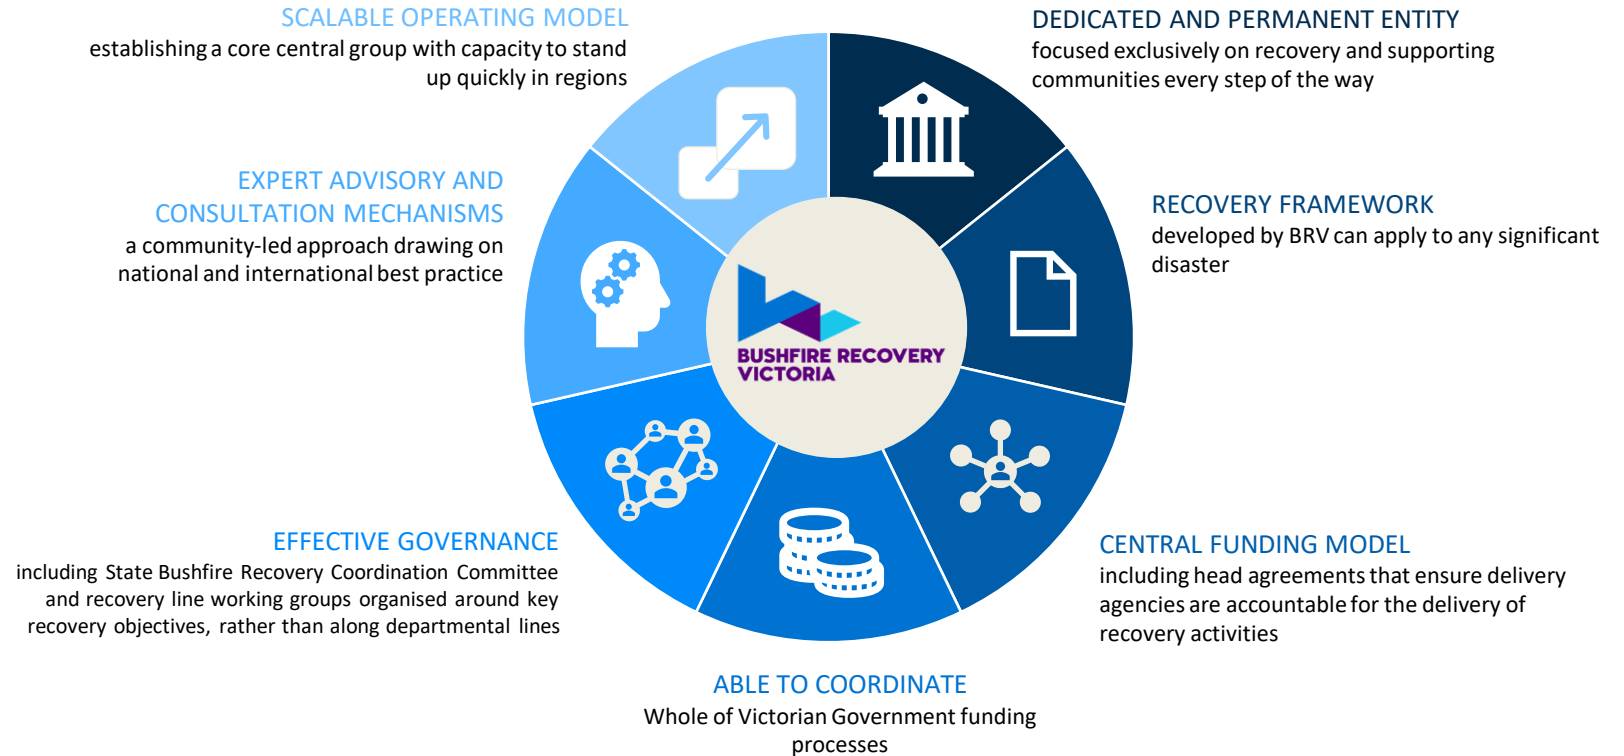 SCALABLE OPERATING MODEL
establishing a core central group with capacity to stand
up quickly in regions
DEDICATED AND PERMANENT ENTITY
focused exclusively on recovery and supporting
communities every step of the way
EXPERT ADVISORY AND
CONSULTATION MECHANISMS
a community-led approach drawing on
national and international best practice
RECOVERY FRAMEWORK
developed by BRV can apply to any significant
disaster
BUSHFIRE RECOVERY
VICTORIA
EFFECTIVE GOVERNANCE
including State Bushfire Recovery Coordination Committee
and recovery line working groups organised around key
recovery objectives, rather than along departmental lines
CENTRAL FUNDING MODEL
including head agreements that ensure delivery
agencies are accountable for the delivery of
recovery activities
ABLE TO COORDINATE
Whole of Victorian Government funding
processes